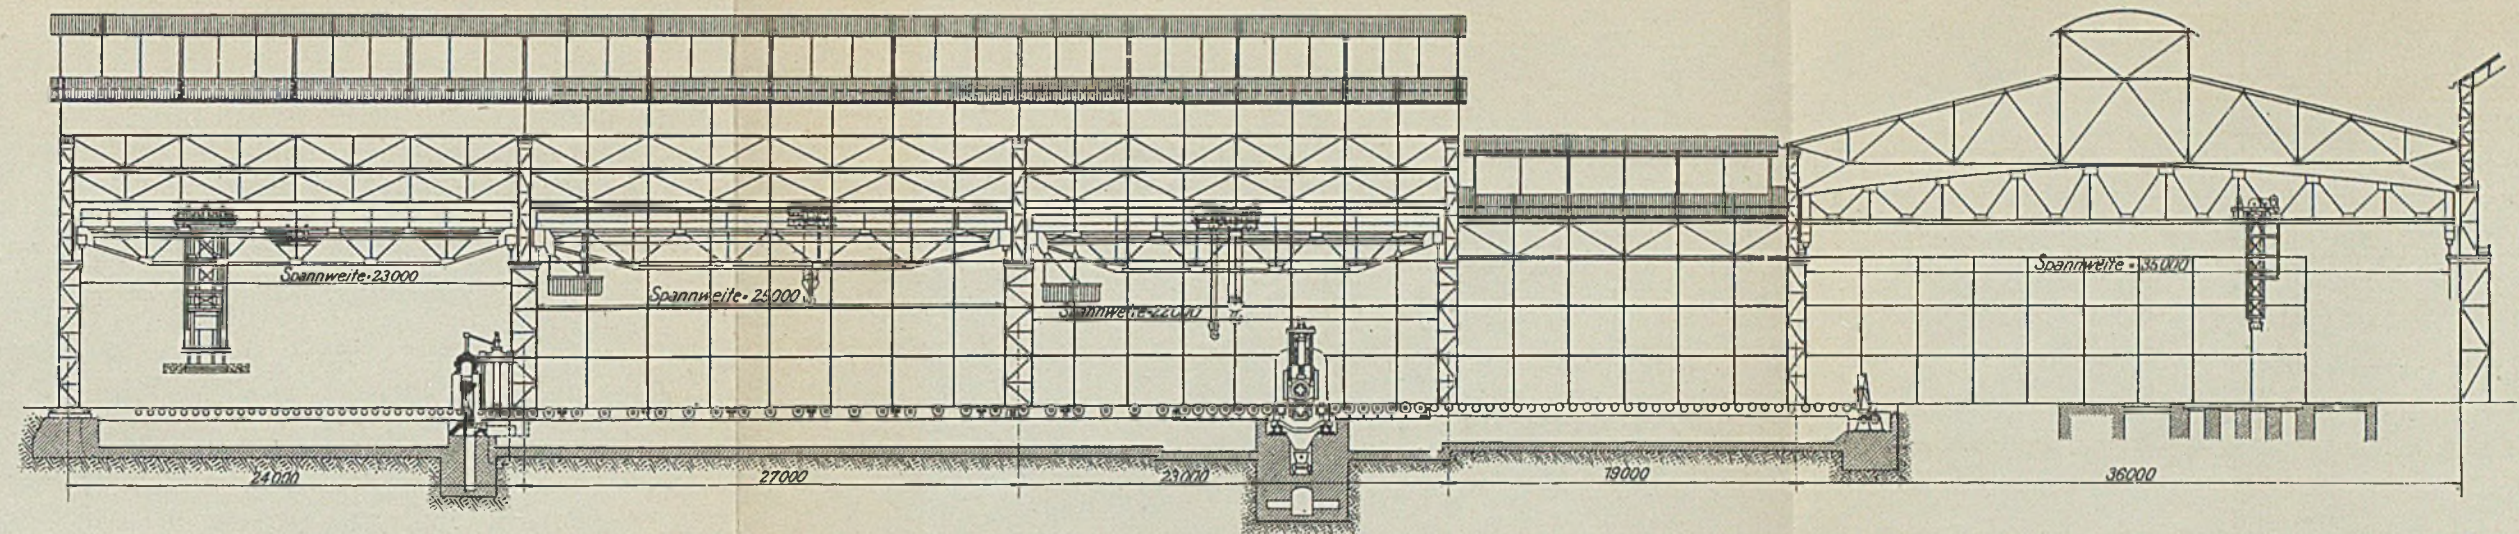 Spannweite=23000
Spannweite=25000
Spannweite=22000
Spannweite=35000
24000
27000
23000
19000
36000